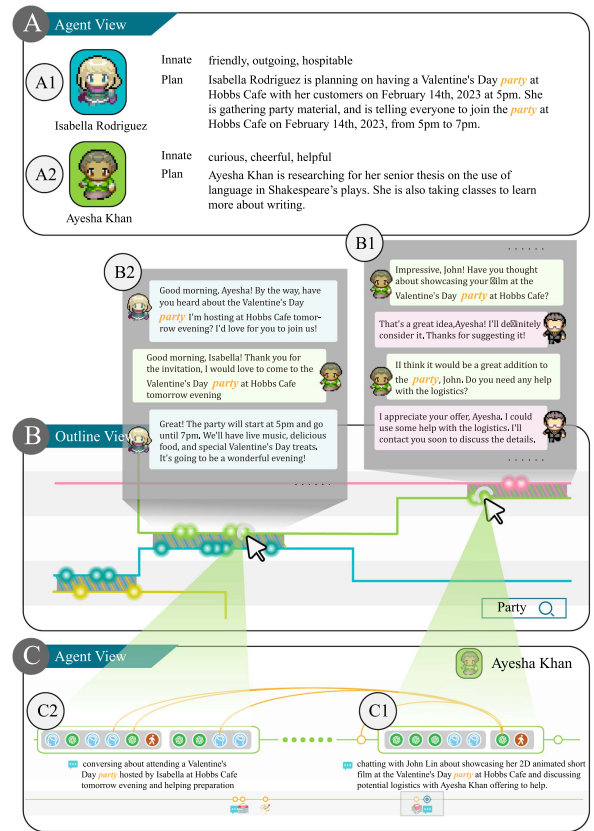 A
Agent View
A1
Isabella Rodriguez
Innate
friendly, outgoing, hospitable
Plan
Isabella Rodriguez is planning on having a Valentine's Day party at
Hobbs Cafe with her customers on February 14th, 2023 at 5pm. She
is gathering party material, and is telling everyone to join the party at
Hobbs Cafe on February 14th, 2023, from 5pm to 7pm.
A2
Ayesha Khan
Innate
curious, cheerful, helpful
Plan
Ayesha Khan is researching for her senior thesis on the use of
language in Shakespeare's plays. She is also taking classes to learn
more about writing.
B2
Good morning, Ayesha! By the way, have
you heard about the Valentine's Day
party I'm hosting at Hobbs Cafe tomor-
row evening? I'd love for you to join us!
Good morning, Isabella! Thank you for
the invitation, I would love to come to the
Valentine's Day party at Hobbs Cafe
tomorrow evening
Great! The party will start at 5pm and go
until 7pm. We'll have live music, delicious
food, and special Valentine's Day treats.
It's going to be a wonderful evening!
......
B1
......
Impressive, John! Have you thought
about showcasing your 🞎ilm at the
Valentine's Day party at Hobbs Cafe?
That's a great idea,Ayesha! I'll de🞎nitely
consider it. Thanks for suggesting it!
II think it would be a great addition to
the party, John. Do you need any help
with the logistics?
I appreciate your offer, Ayesha. I could
use some help with the logistics. I'll
contact you soon to discuss the details.
......
B
Outline View
Party
C
Agent View
Ayesha Khan
C2
conversing about attending a Valentine's
Day party hosted by Isabella at Hobbs Cafe
tomorrow evening and helping preparation
C1
chatting with John Lin about showcasing her 2D animated short
film at the Valentine's Day party at Hobbs Cafe and discussing
potential logistics with Ayesha Khan offering to help.